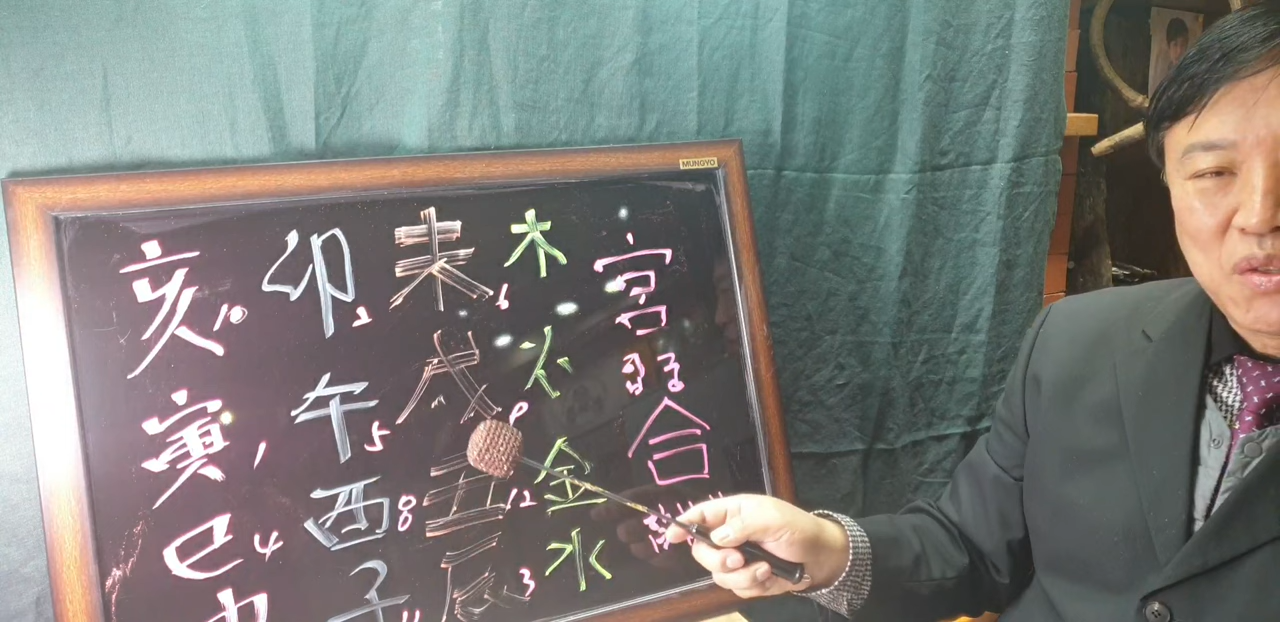 MUNGYO
亥10 卯2 未6 木
寅1 午5 戌9 火
巳4 酉8 丑12 金
子11 辰3 水
宮
合